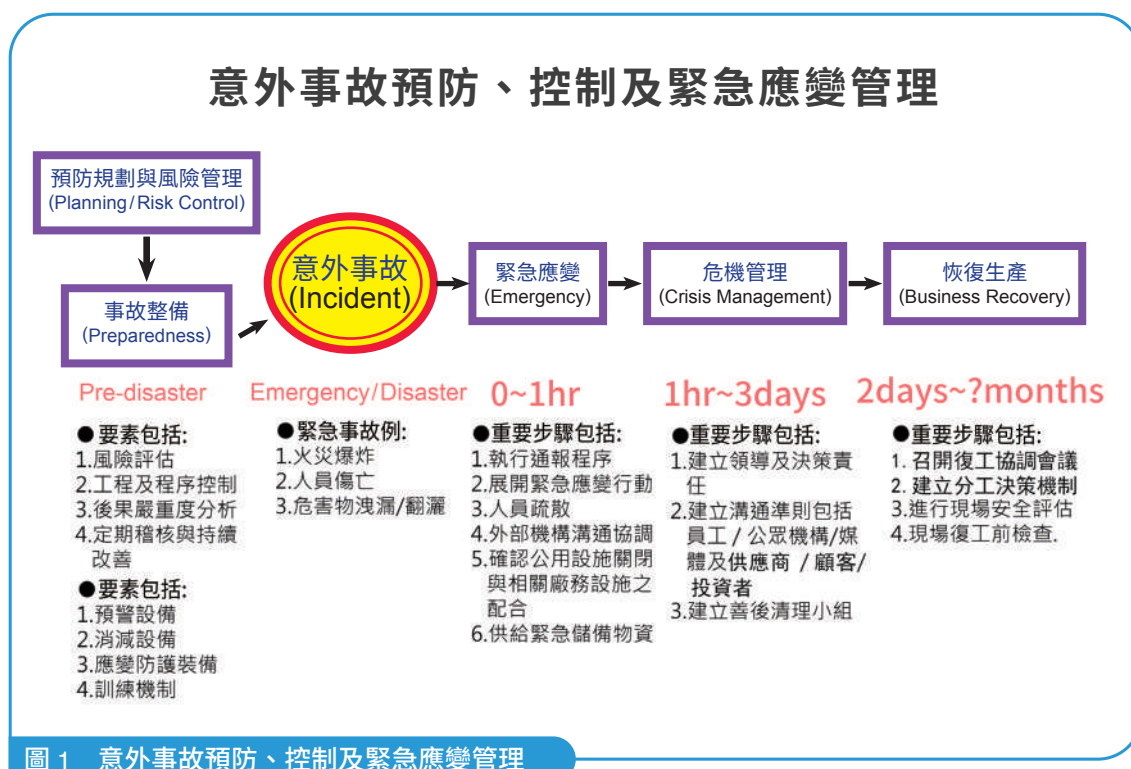 意外事故預防、控制及緊急應變管理
預防規劃與風險管理
(Planning/Risk Control)
事故整備
(Preparedness)
意外事故
(Incident)
緊急應變
(Emergency)
危機管理
(Crisis Management)
恢復生產
(Business Recovery)
Pre-disaster
●要素包括:
1.風險評估
2.工程及程序控制
3.後果嚴重度分析
4.定期稽核與持續
改善
●要素包括:
1.預警設備
2.消減設備
3.應變防護裝備
4.訓練機制
Emergency/Disaster
●緊急事故例:
1.火災爆炸
2.人員傷亡
3.危害物洩漏/翻灑
0~1hr
●重要步驟包括:
1.執行通報程序
2.展開緊急應變行動
3.人員疏散
4.外部機構溝通協調
5.確認公用設施關閉
與相關廠務設施之
配合
6.供給緊急儲備物資
1hr~3days
●重要步驟包括:
1.建立領導及決策責
任
2.建立溝通準則包括
員工/公眾機構/媒
體及供應商 /顧客/
投資者
3.建立善後清理小組
2days~?months
●重要步驟包括:
1. 召開復工協調會議
2. 建立分工決策機制
3.進行現場安全評估
4.現場復工前檢查.
圖 1 意外事故預防、控制及緊急應變管理